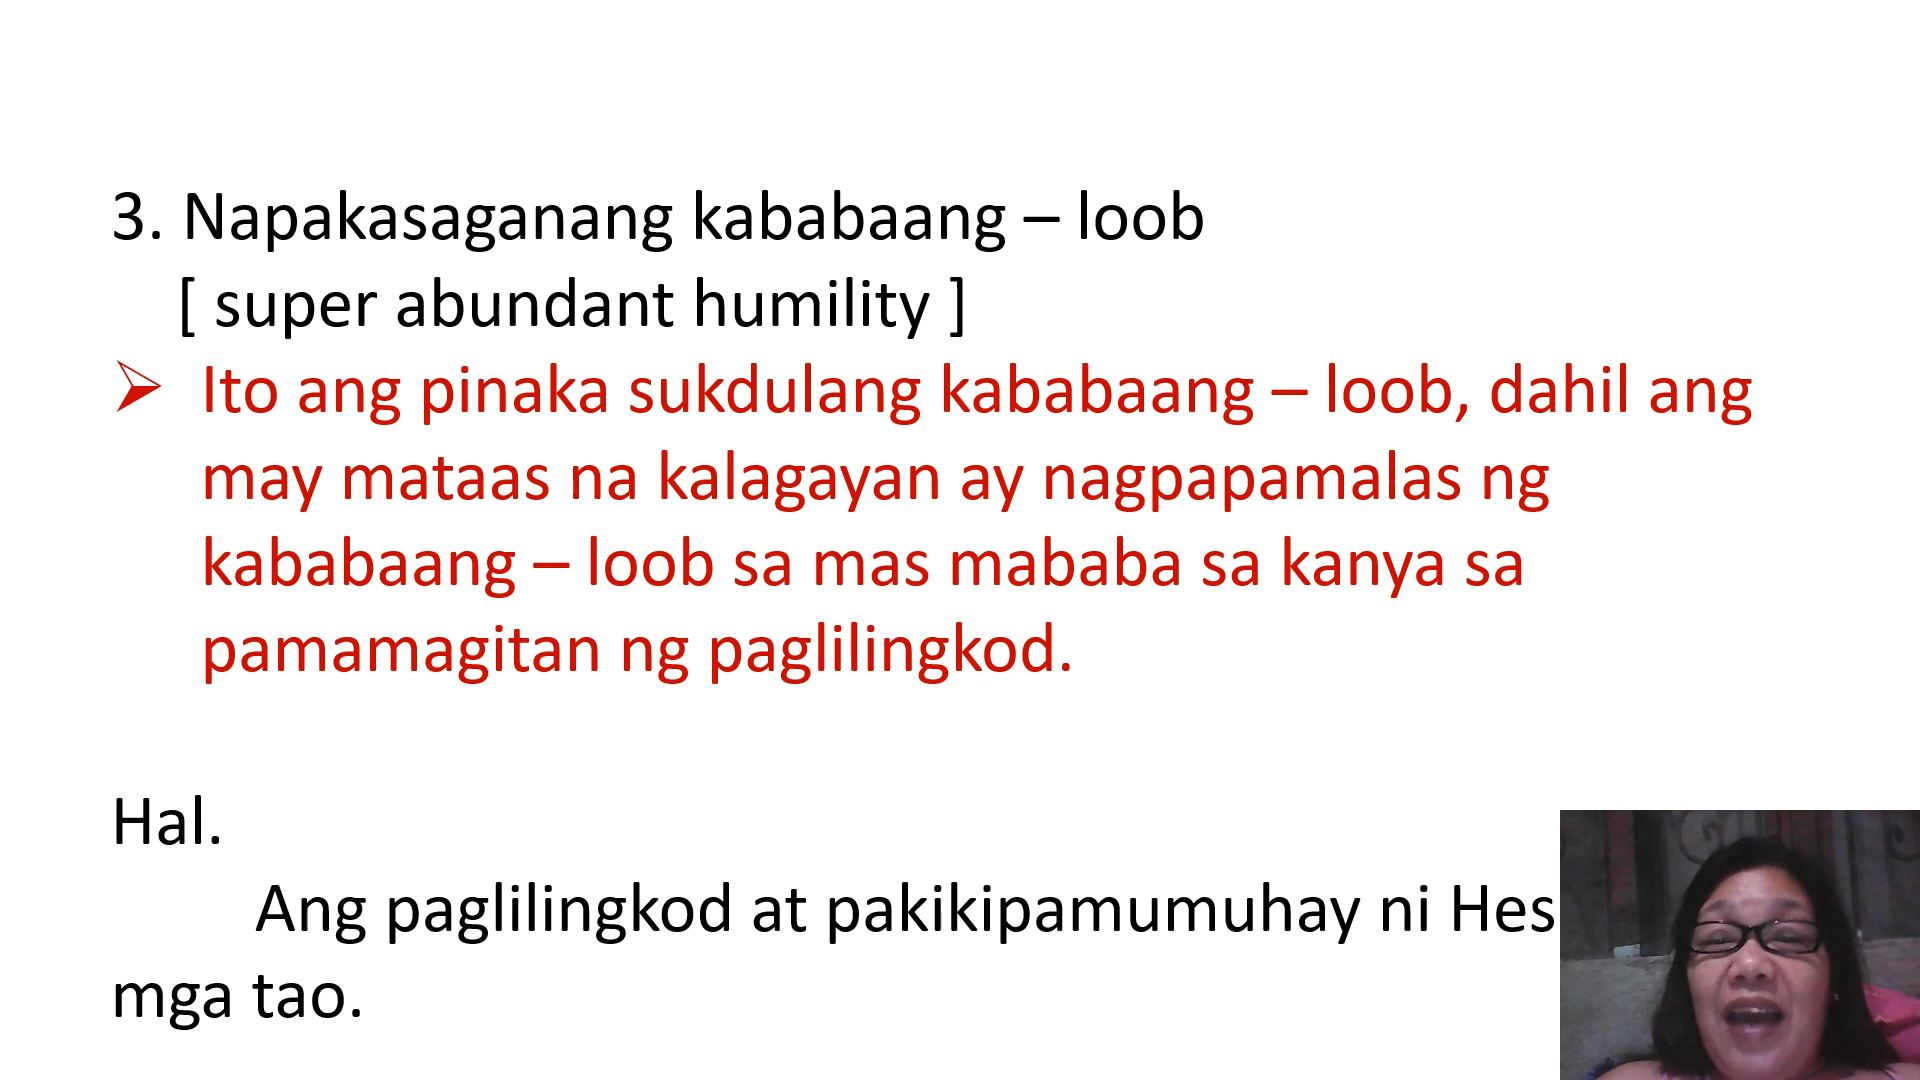 3. Napakasaganang kababaang – loob
[ super abundant humility ]
➢ Ito ang pinaka sukdulang kababaang – loob, dahil ang
may mataas na kalagayan ay nagpapamalas ng
kababaang – loob sa mas mababa sa kanya sa
pamamagitan ng paglilingkod.
Hal.
Ang paglilingkod at pakikipamumuhay ni Hes
mga tao.